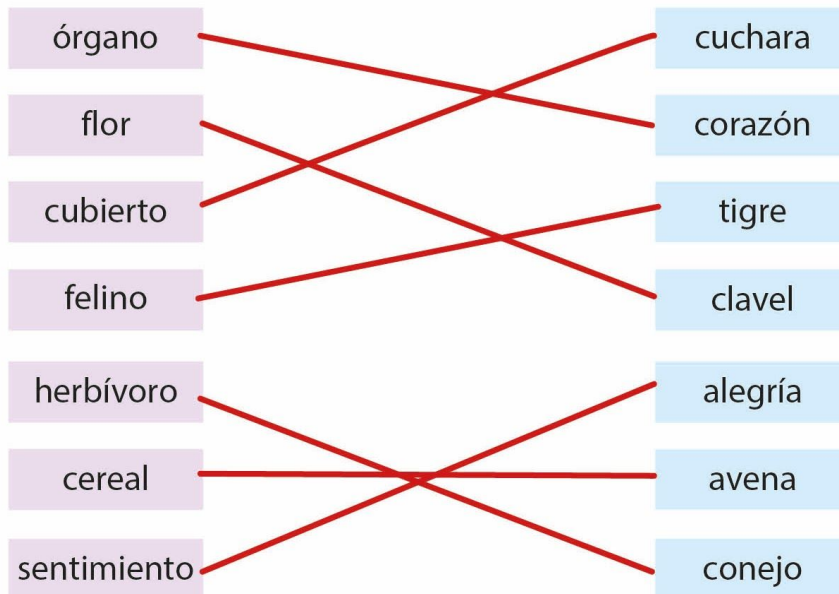 órgano cuchara
flor corazón
cubierto tigre
felino clavel
herbívoro alegría
cereal avena
sentimiento conejo